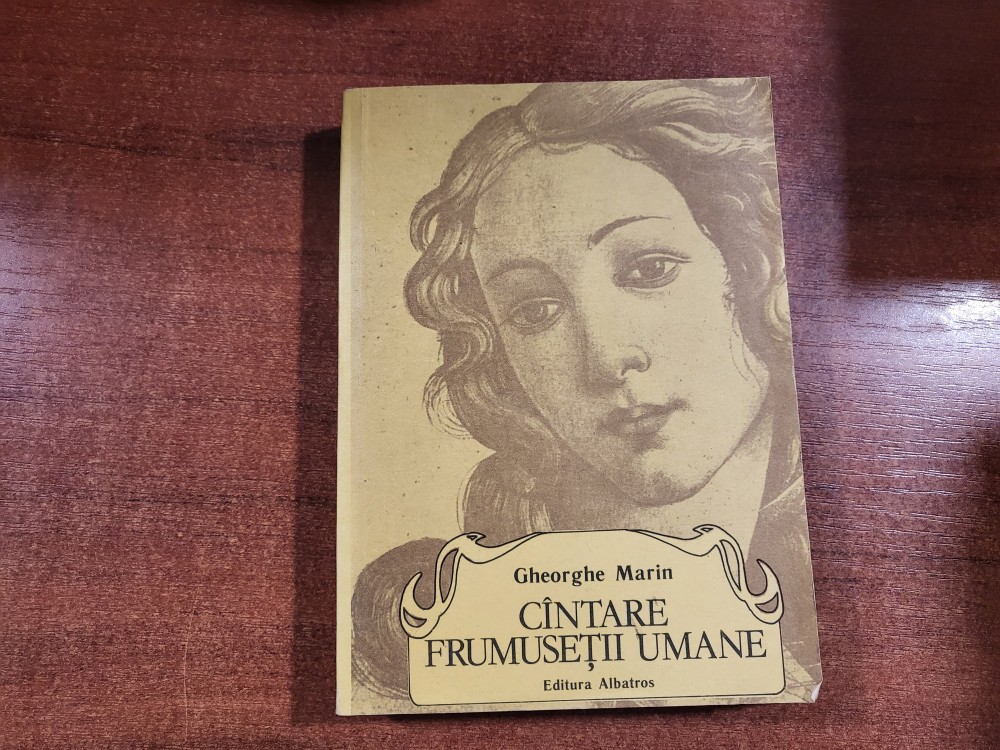 Gheorghe Marin
CÎNTARE
FRUMUSEȚII UMANE
Editura Albatros